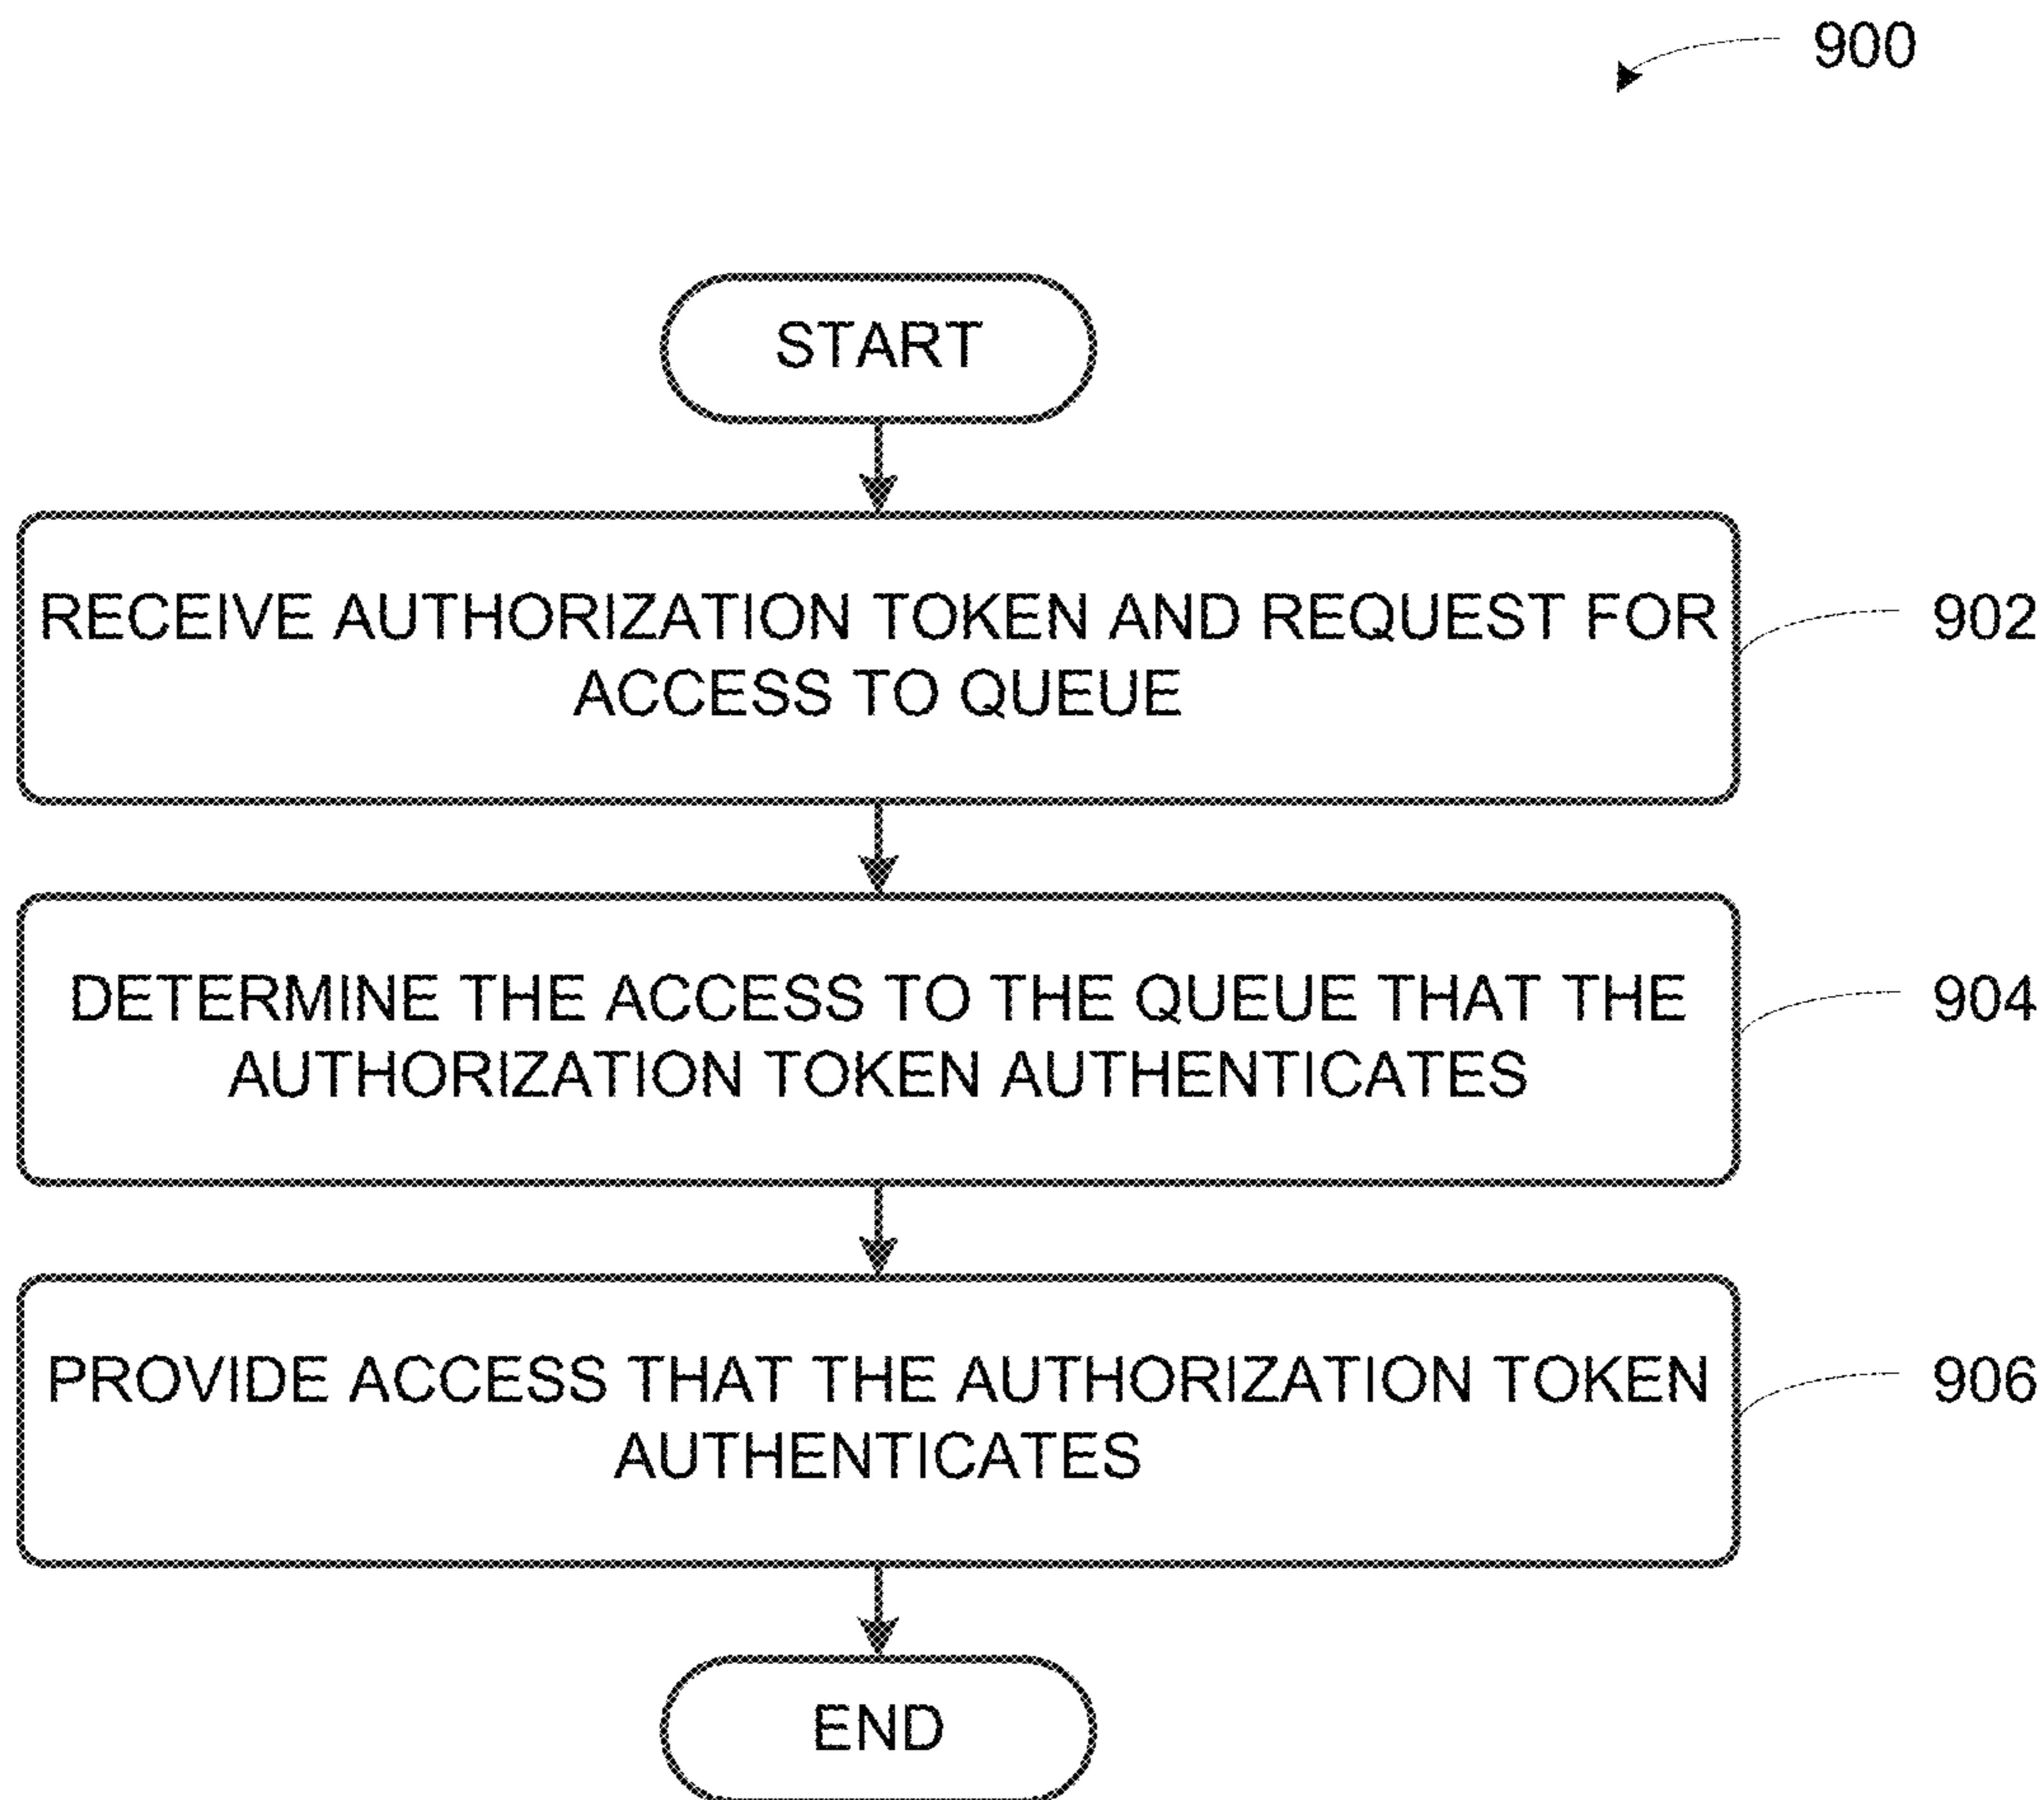 900
START
RECEIVE AUTHORIZATION TOKEN AND REQUEST FOR
ACCESS TO QUEUE
902
DETERMINE THE ACCESS TO THE QUEUE THAT THE
AUTHORIZATION TOKEN AUTHENTICATES
904
PROVIDE ACCESS THAT THE AUTHORIZATION TOKEN
AUTHENTICATES
906
END